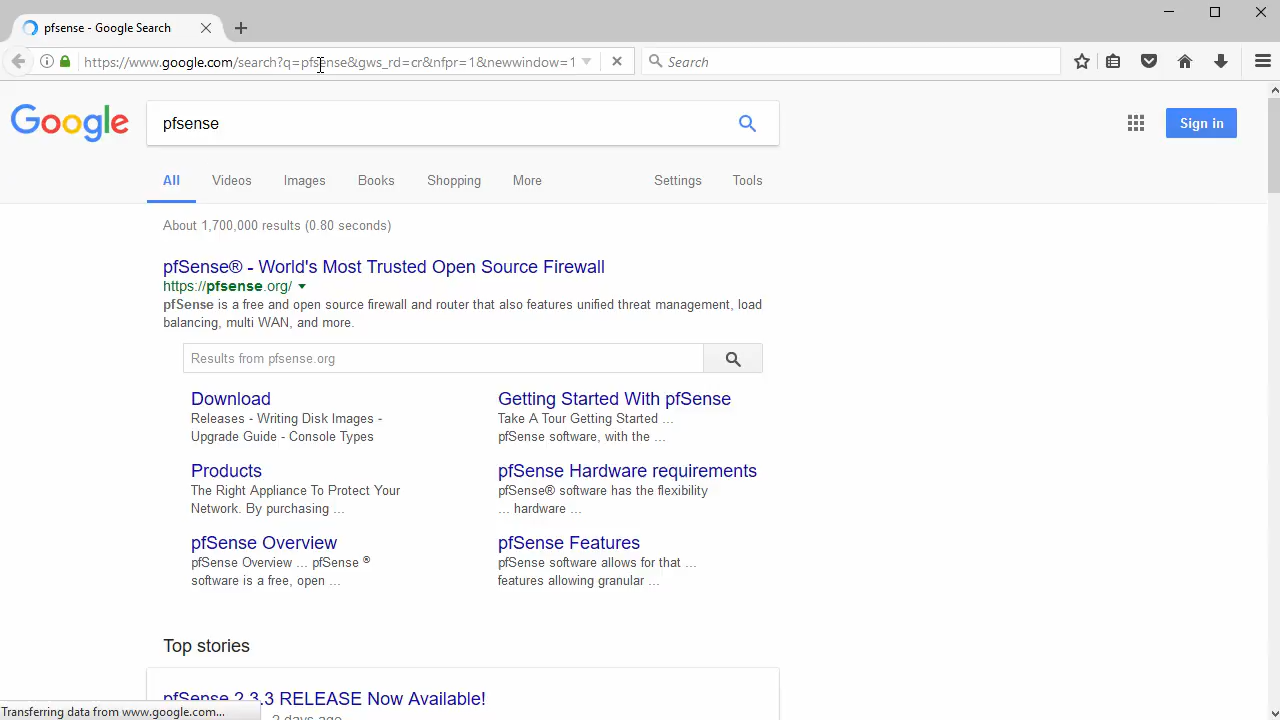 pfsense - Google Search
https://www.google.com/search?q=pfsense&gws_rd=cr&nfpr=1&newwindow=1
Search
Google
pfsense
Sign in
All
Videos
Images
Books
Shopping
More
Settings
Tools
About 1,700,000 results (0.80 seconds)
pfSense® - World's Most Trusted Open Source Firewall
https://pfsense.org/
pfSense is a free and open source firewall and router that also features unified threat management, load
balancing, multi WAN, and more.
Results from pfsense.org
Download
Releases - Writing Disk Images -
Upgrade Guide - Console Types
Getting Started With pfSense
Take A Tour Getting Started ...
pfSense software, with the ...
Products
The Right Appliance To Protect Your
Network. By purchasing ...
pfSense Hardware requirements
pfSense® software has the flexibility
... hardware ...
pfSense Overview
pfSense Overview ... pfSense ®
software is a free, open ...
pfSense Features
pfSense software allows for that ...
features allowing granular ...
Top stories
pfSense 2.3.3 RELEASE Now Available!
2 days ago
Transferring data from www.google.com...